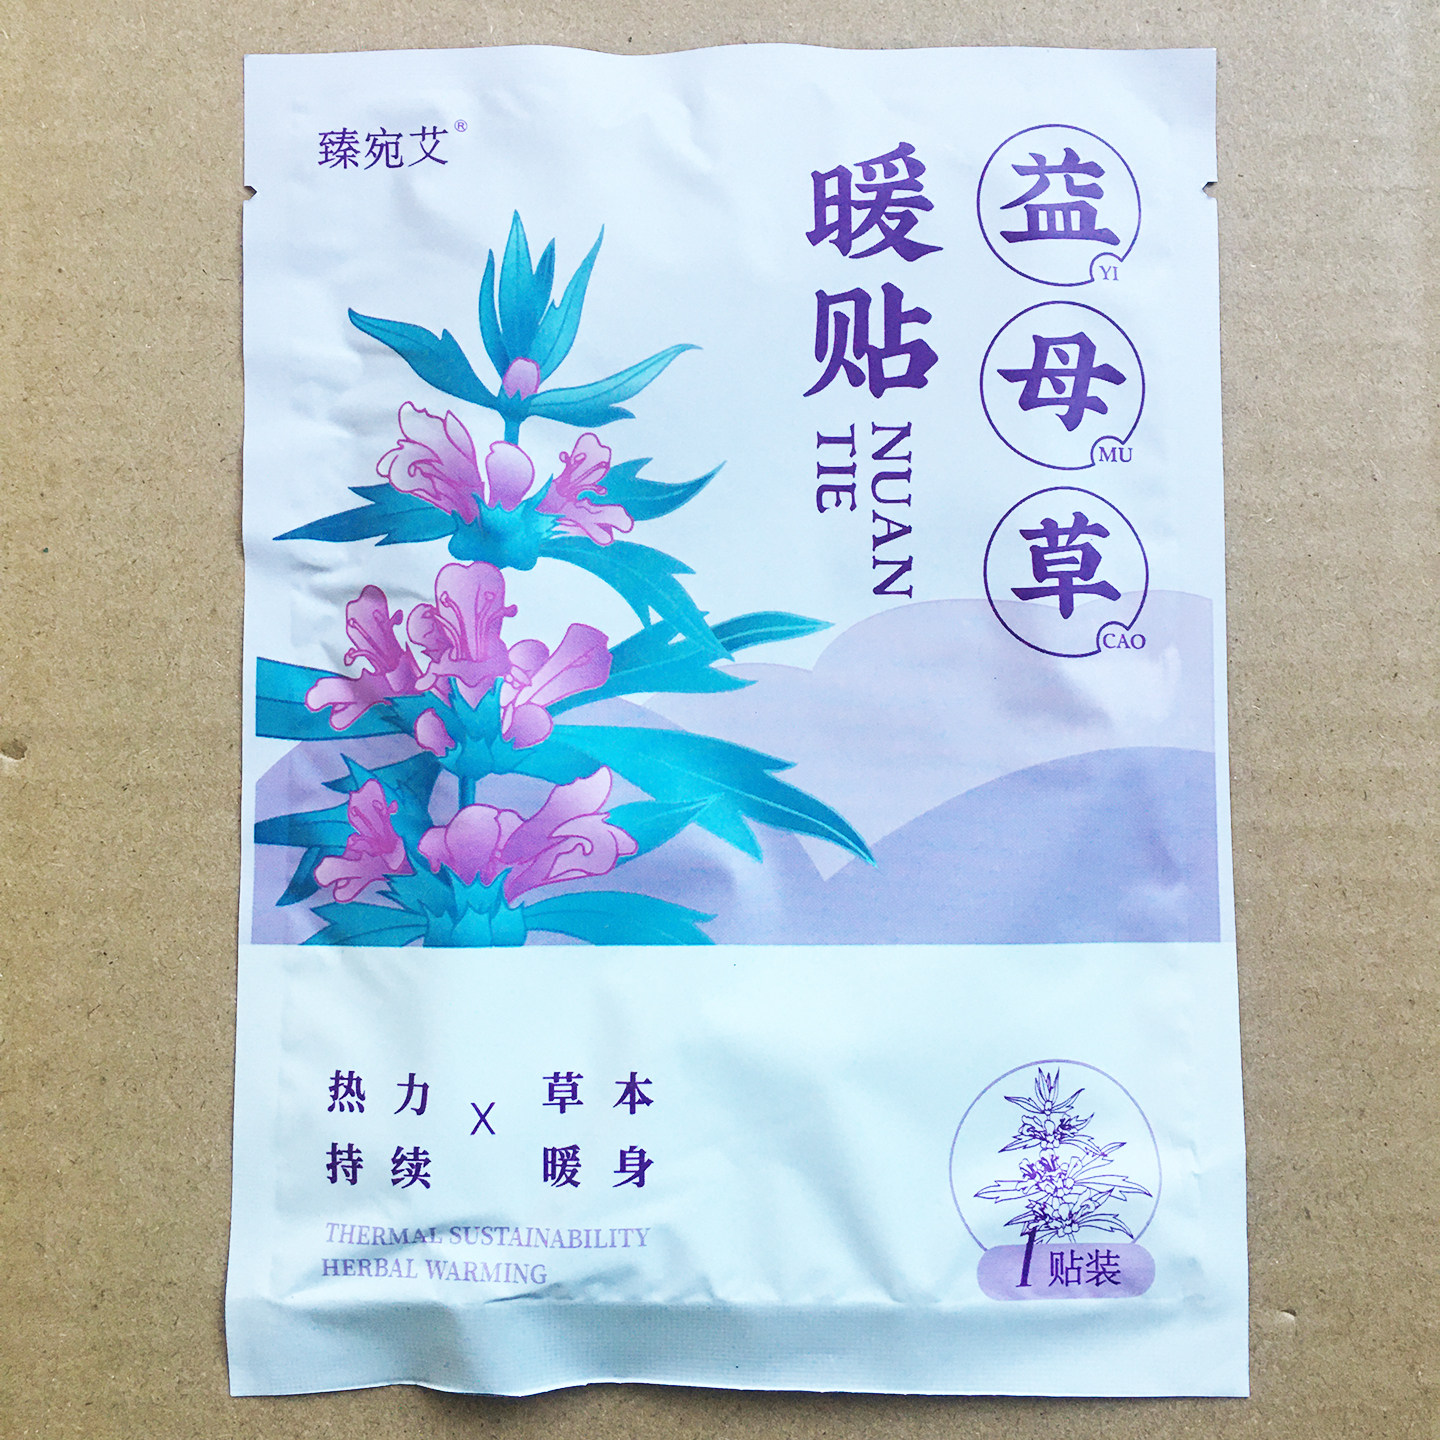 臻宛艾®
益
YI
母
MU
草
CAO
暖贴
NUAN
TIE
热力 X 草本
持续 暖身
THERMAL SUSTAINABILITY
HERBAL WARMING
1贴装